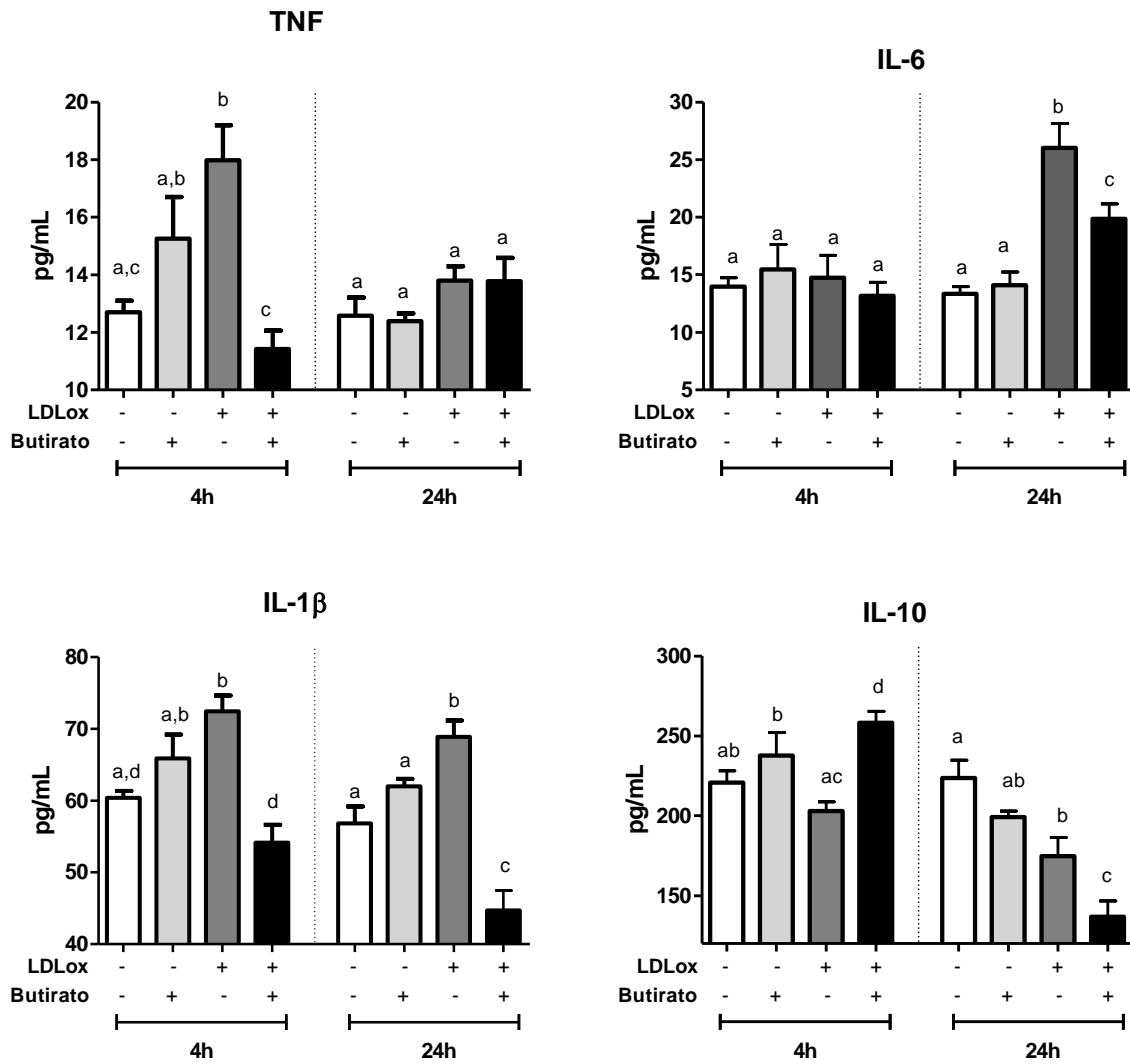 TNF
20
18
16
14
12
10
pg/mL
a,c
a,b
b
c
a
a
a
a
LDLox - - + + - - + +
Butirato - + - + - + - +
4h 24h
IL-6
30
25
20
15
10
5
pg/mL
a
a
a
a
a
a
b
c
LDLox - - + + - - + +
Butirato - + - + - + - +
4h 24h
IL-1β
80
70
60
50
40
pg/mL
a,d
a,b
b
d
a
a
b
c
LDLox - - + + - - + +
Butirato - + - + - + - +
4h 24h
IL-10
300
250
200
150
pg/mL
ab
b
ac
d
a
ab
b
c
LDLox - - + + - - + +
Butirato - + - + - + - +
4h 24h